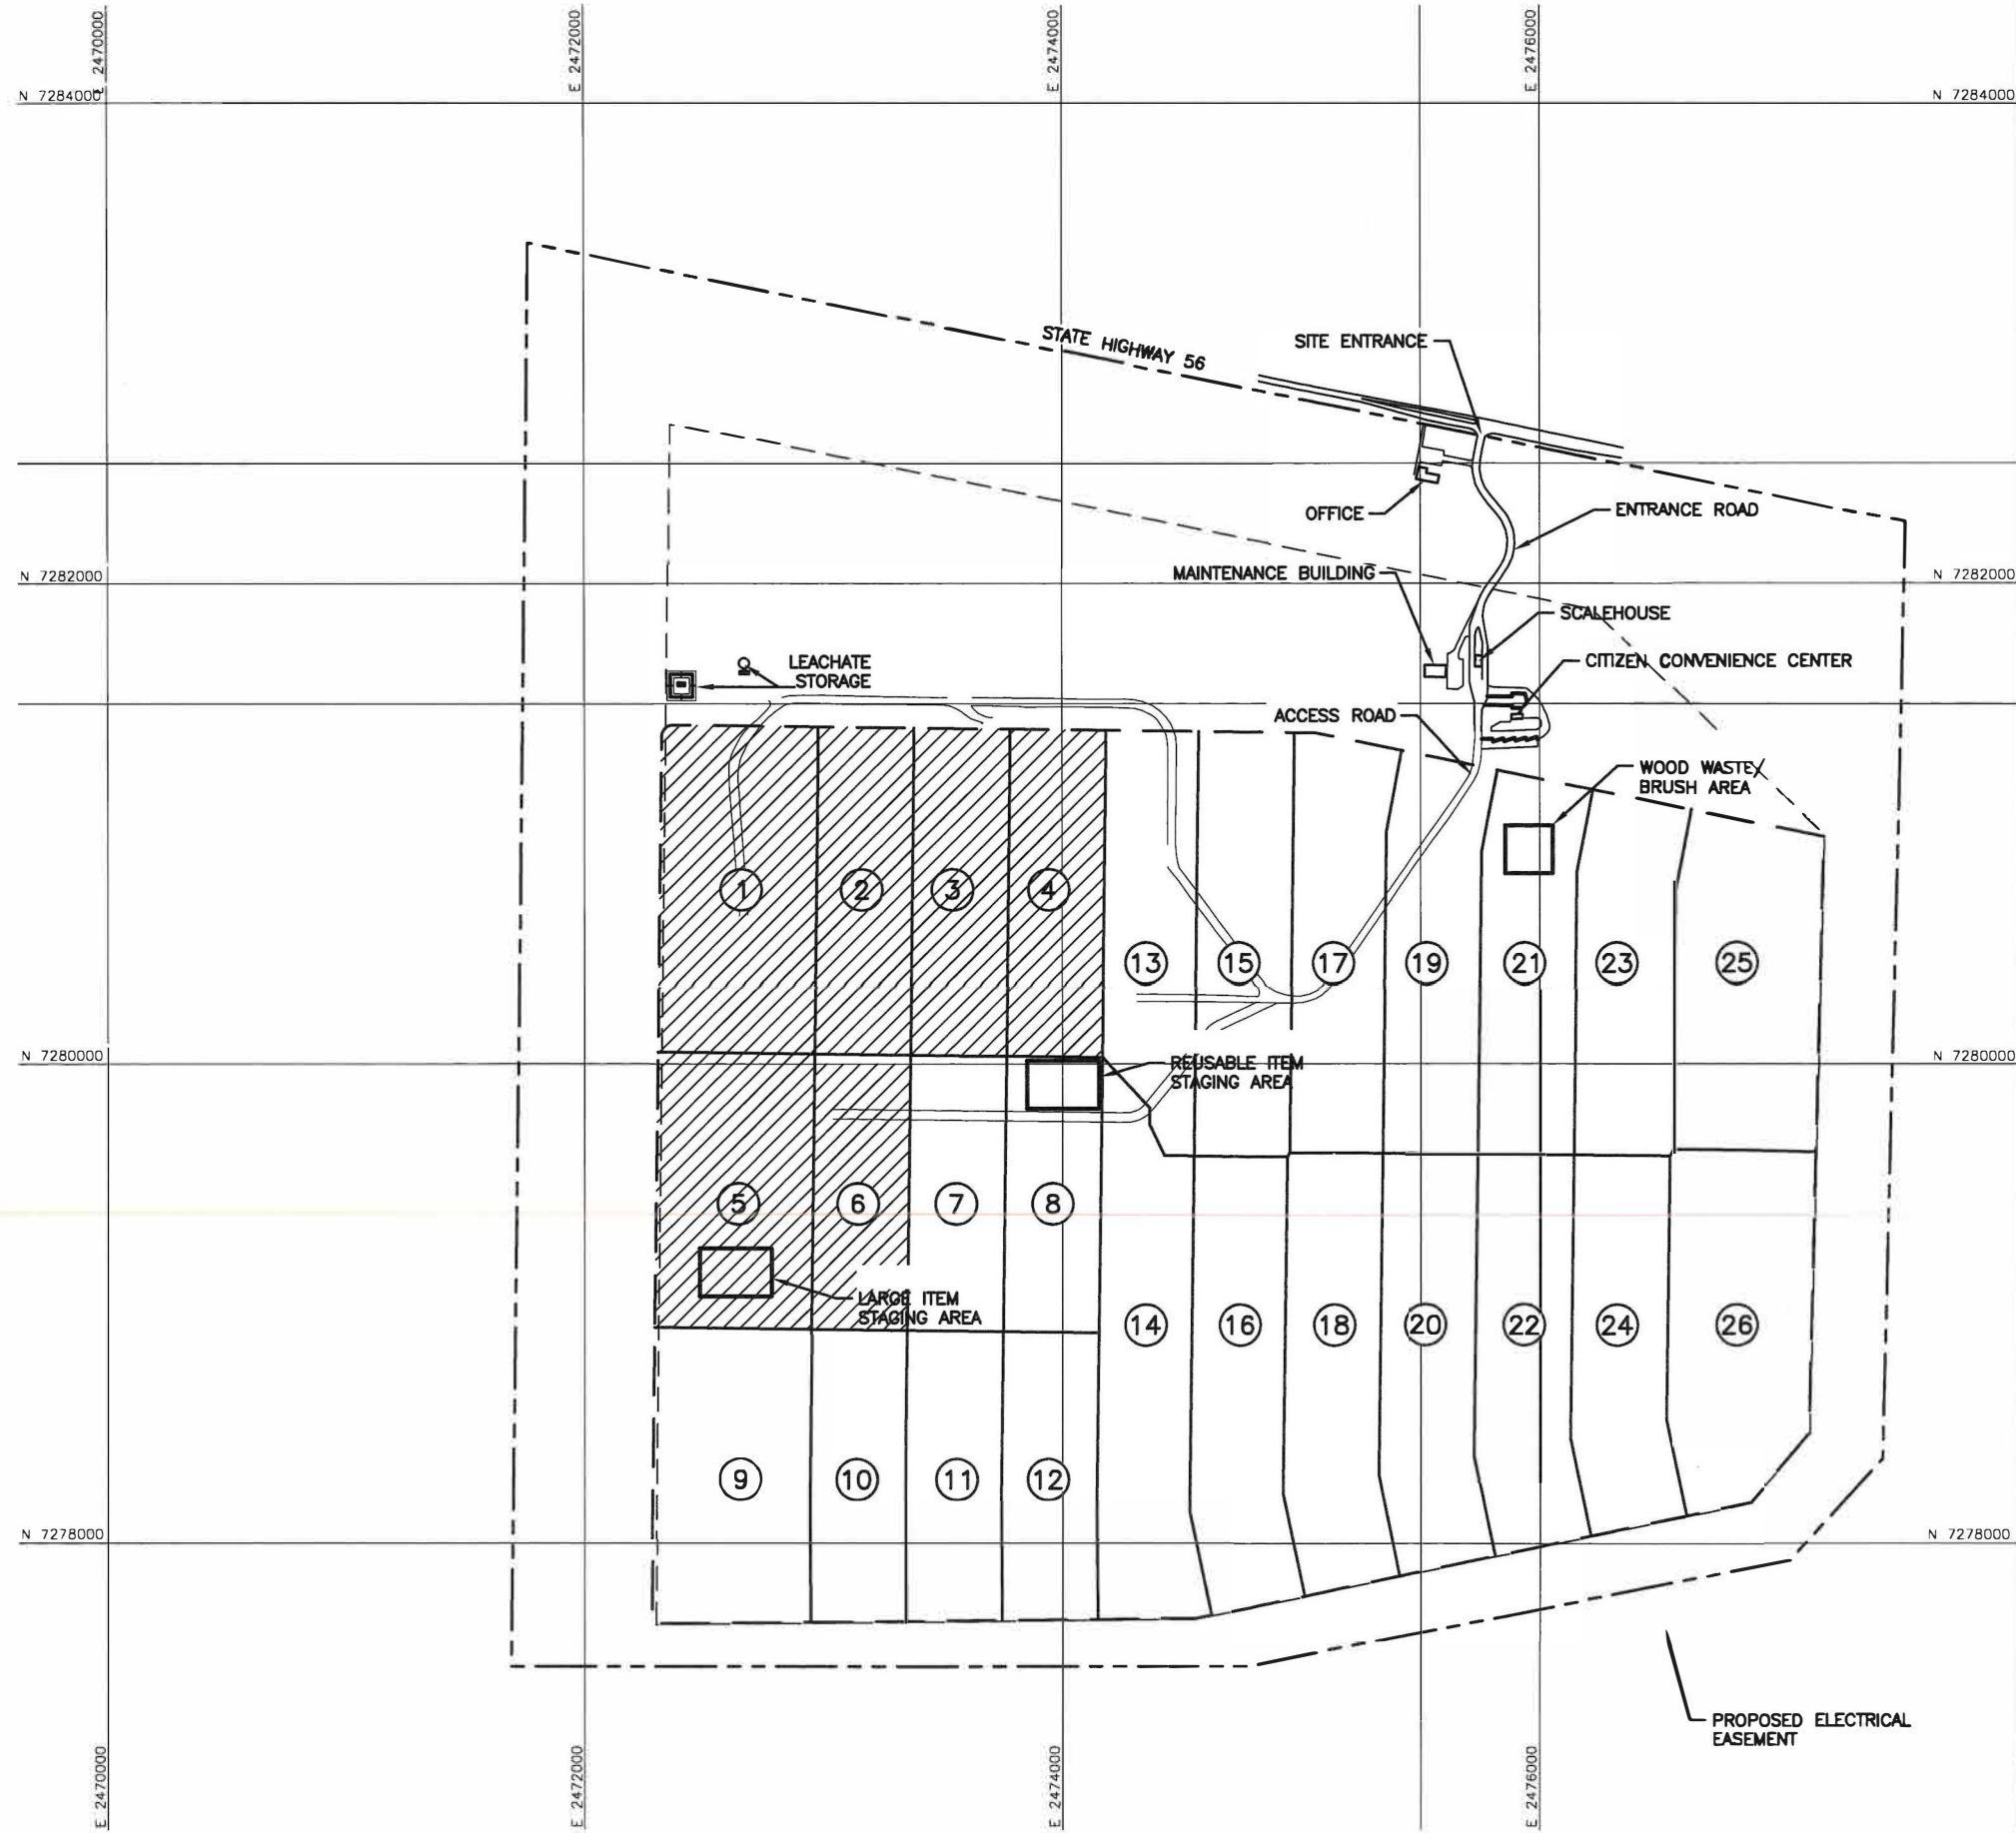 E 2470000
E 2472000
E 2474000
E 2476000
N 7284000
N 7284000
STATE HIGHWAY 56
SITE ENTRANCE
OFFICE
ENTRANCE ROAD
N 7282000
MAINTENANCE BUILDING
N 7282000
SCALEHOUSE
LEACHATE
STORAGE
CITIZEN CONVENIENCE CENTER
ACCESS ROAD
WOOD WASTE/
BRUSH AREA
1
2
3
4
13
15
17
19
21
23
25
N 7280000
REUSABLE ITEM
STAGING AREA
N 7280000
5
6
7
8
LARGE ITEM
STAGING AREA
14
16
18
20
22
24
26
9
10
11
12
N 7278000
N 7278000
PROPOSED ELECTRICAL
EASEMENT
E 2470000
E 2472000
E 2474000
E 2476000